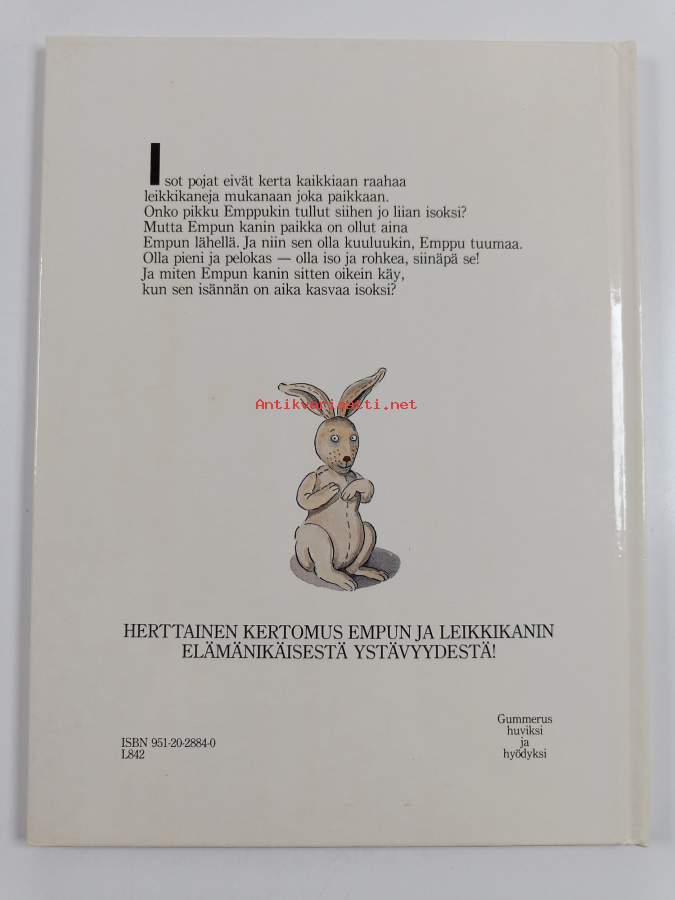 Isot pojat eivät kerta kaikkiaan raahaa
leikkikaneja mukanaan joka paikkaan.
Onko pikku Emppukin tullut siihen jo liian isoksi?
Mutta Empun kanin paikka on ollut aina
Empun lähellä. Ja niin sen olla kuuluukin, Emppu tuumaa.
Olla pieni ja pelokas — olla iso ja rohkea, siinäpä se!
Ja miten Empun kanin sitten oikein käy,
kun sen isännän on aika kasvaa isoksi?
Antikvariaatti.net
HERTTAINEN KERTOMUS EMPUN JA LEIKKIKANIN
ELÄMÄNIKÄISESTÄ YSTÄVYYDESTÄ!
ISBN 951-20-2884-0
L842
Gummerus
huviksi
ja
hyödyksi